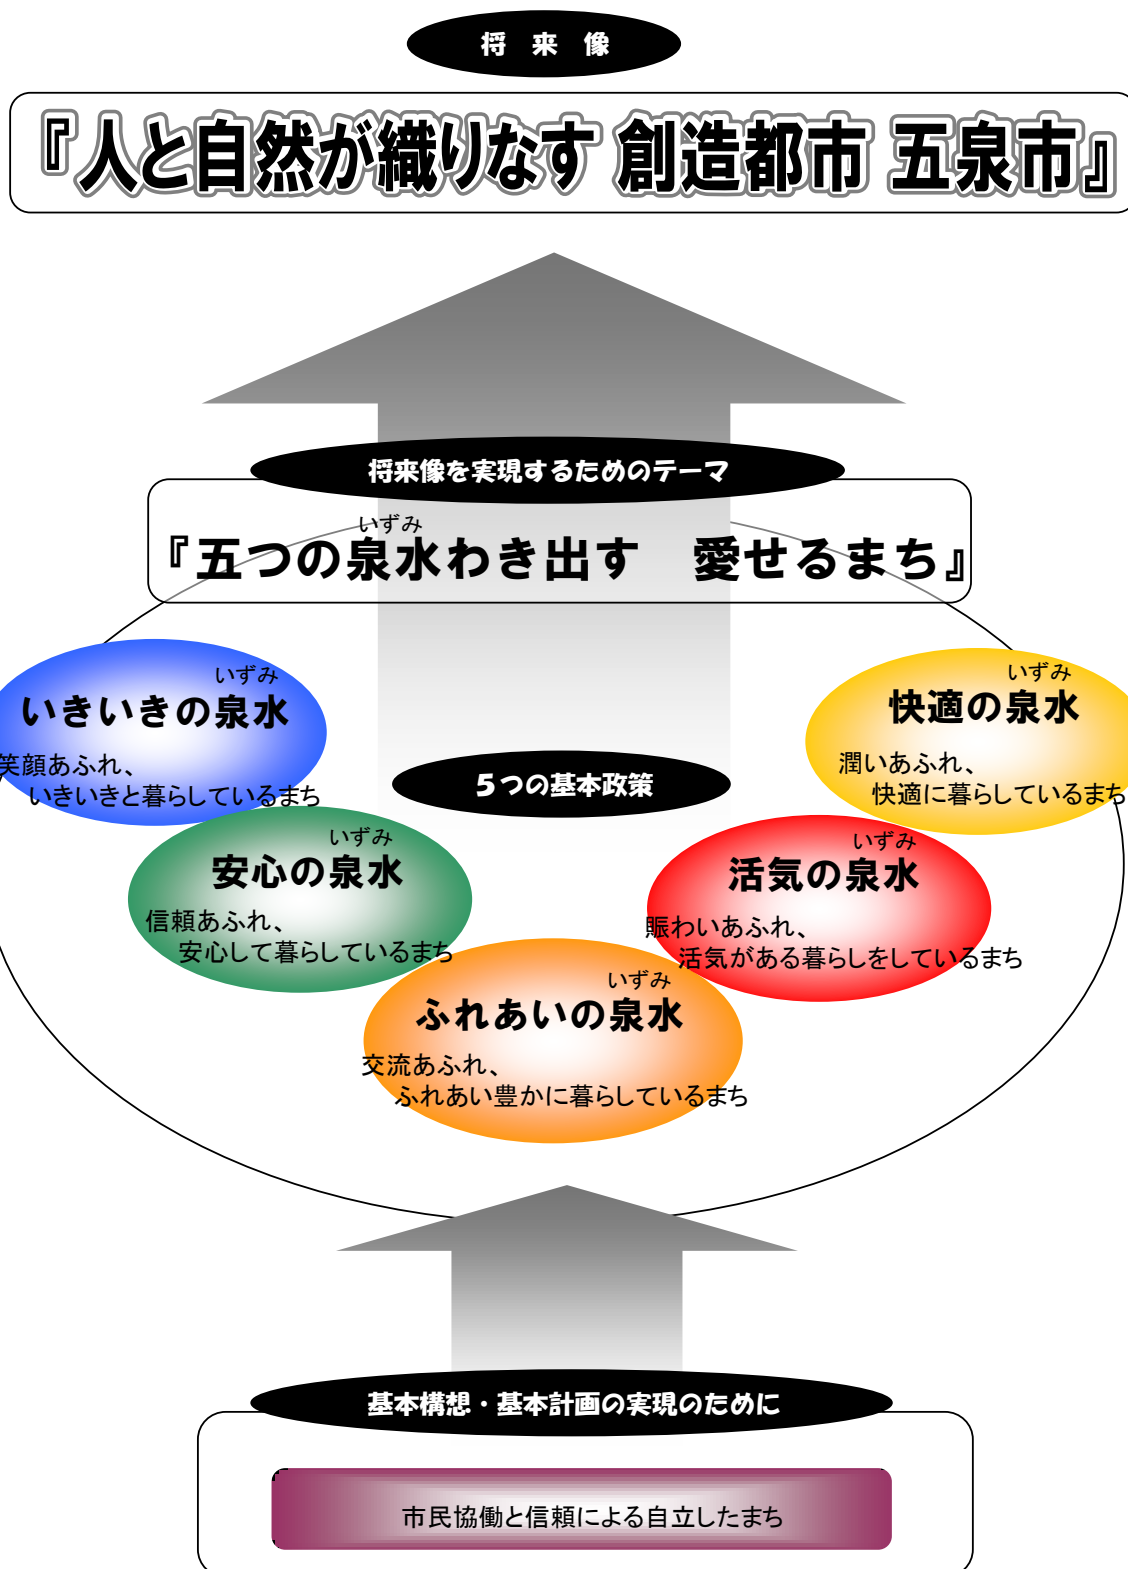 将来像
『人と自然が織りなす 創造都市 五泉市』
将来像を実現するためのテーマ
いずみ
『五つの泉水わき出す　愛せるまち』
いずみ
いきいきの泉水
笑顔あふれ、
いきいきと暮らしているまち
いずみ
快適の泉水
潤いあふれ、
快適に暮らしているまち
５つの基本政策
いずみ
安心の泉水
信頼あふれ、
安心して暮らしているまち
いずみ
活気の泉水
賑わいあふれ、
活気がある暮らしをしているまち
いずみ
ふれあいの泉水
交流あふれ、
ふれあい豊かに暮らしているまち
基本構想・基本計画の実現のために
市民協働と信頼による自立したまち